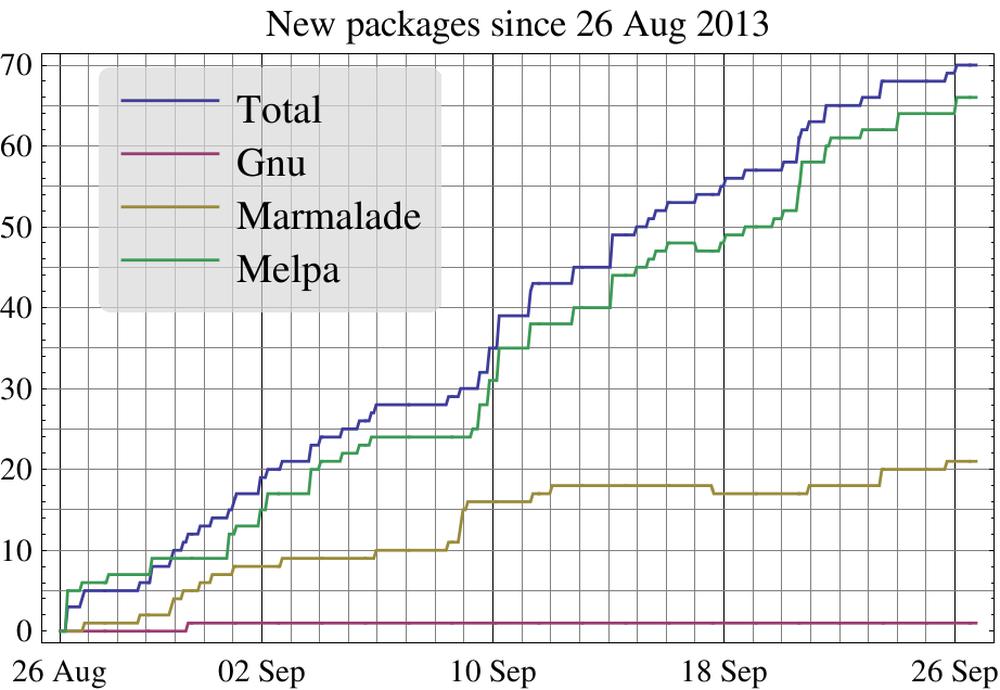 New packages since 26 Aug 2013
70
60
50
40
30
20
10
0
Total
Gnu
Marmalade
Melpa
26 Aug 02 Sep 10 Sep 18 Sep 26 Sep